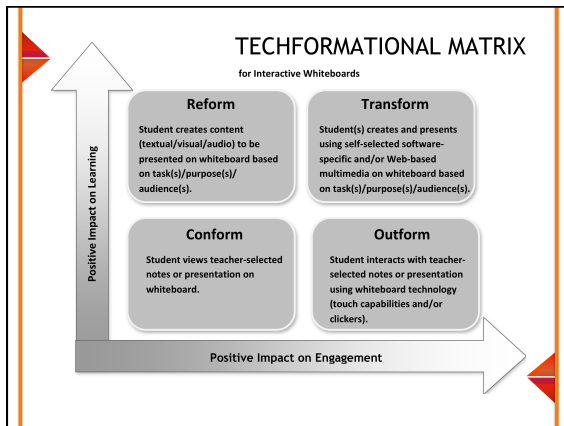 TECHFORMATIONAL MATRIX
for Interactive Whiteboards
Positive Impact on Learning
Reform
Student creates content
(textual/visual/audio) to be
presented on whiteboard based
on task(s)/purpose(s)/
audience(s).
Transform
Student(s) creates and presents
using self-selected software-
specific and/or Web-based
multimedia on whiteboard based
on task(s)/purpose(s)/audience(s).
Conform
Student views teacher-selected
notes or presentation on
whiteboard.
Outform
Student interacts with teacher-
selected notes or presentation
using whiteboard technology
(touch capabilities and/or
clickers).
Positive Impact on Engagement